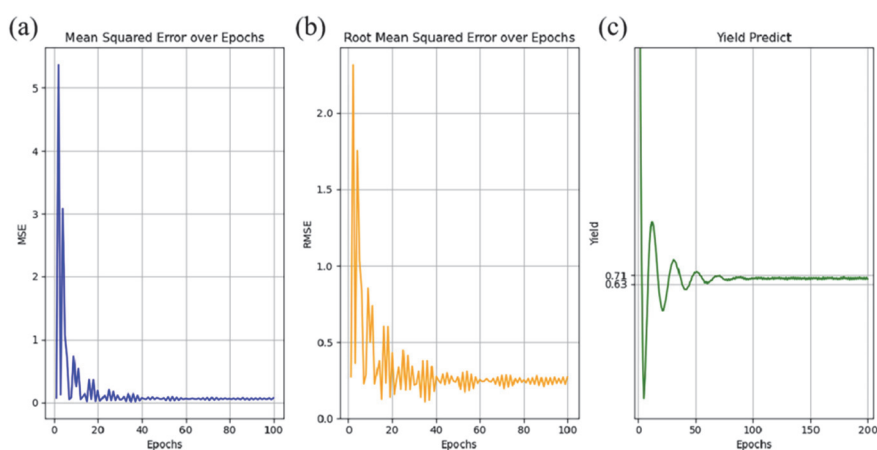 (a)
Mean Squared Error over Epochs
MSE
5
4
3
2
1
0
0 20 40 60 80 100
Epochs
(b)
Root Mean Squared Error over Epochs
RMSE
2.0
1.5
1.0
0.5
0.0
0 20 40 60 80 100
Epochs
(c)
Yield Predict
Yield
0.71
0.63
0 50 100 150 200
Epochs